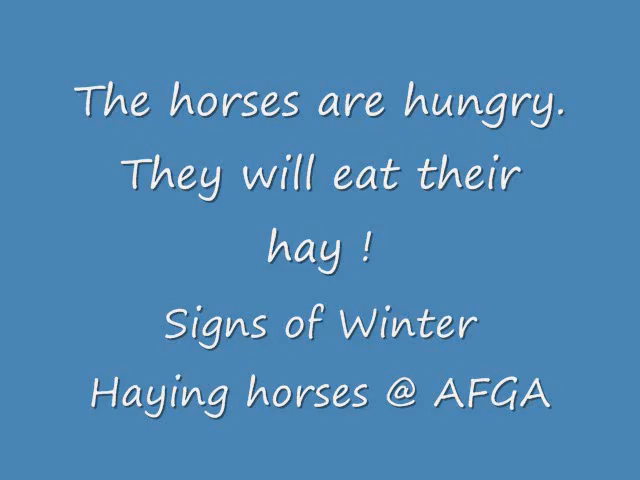 The horses are hungry.
They will eat their
hay !
Signs of Winter
Haying horses @ AFGA